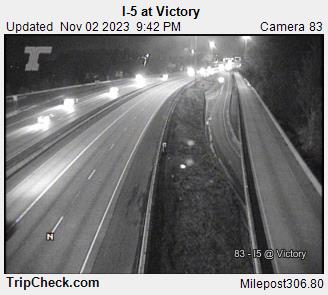 I-5 at Victory
Updated Nov 02 2023 9:42 PM Camera 83
T
N
83 - I5 @ Victory
TripCheck.com Milepost306.80